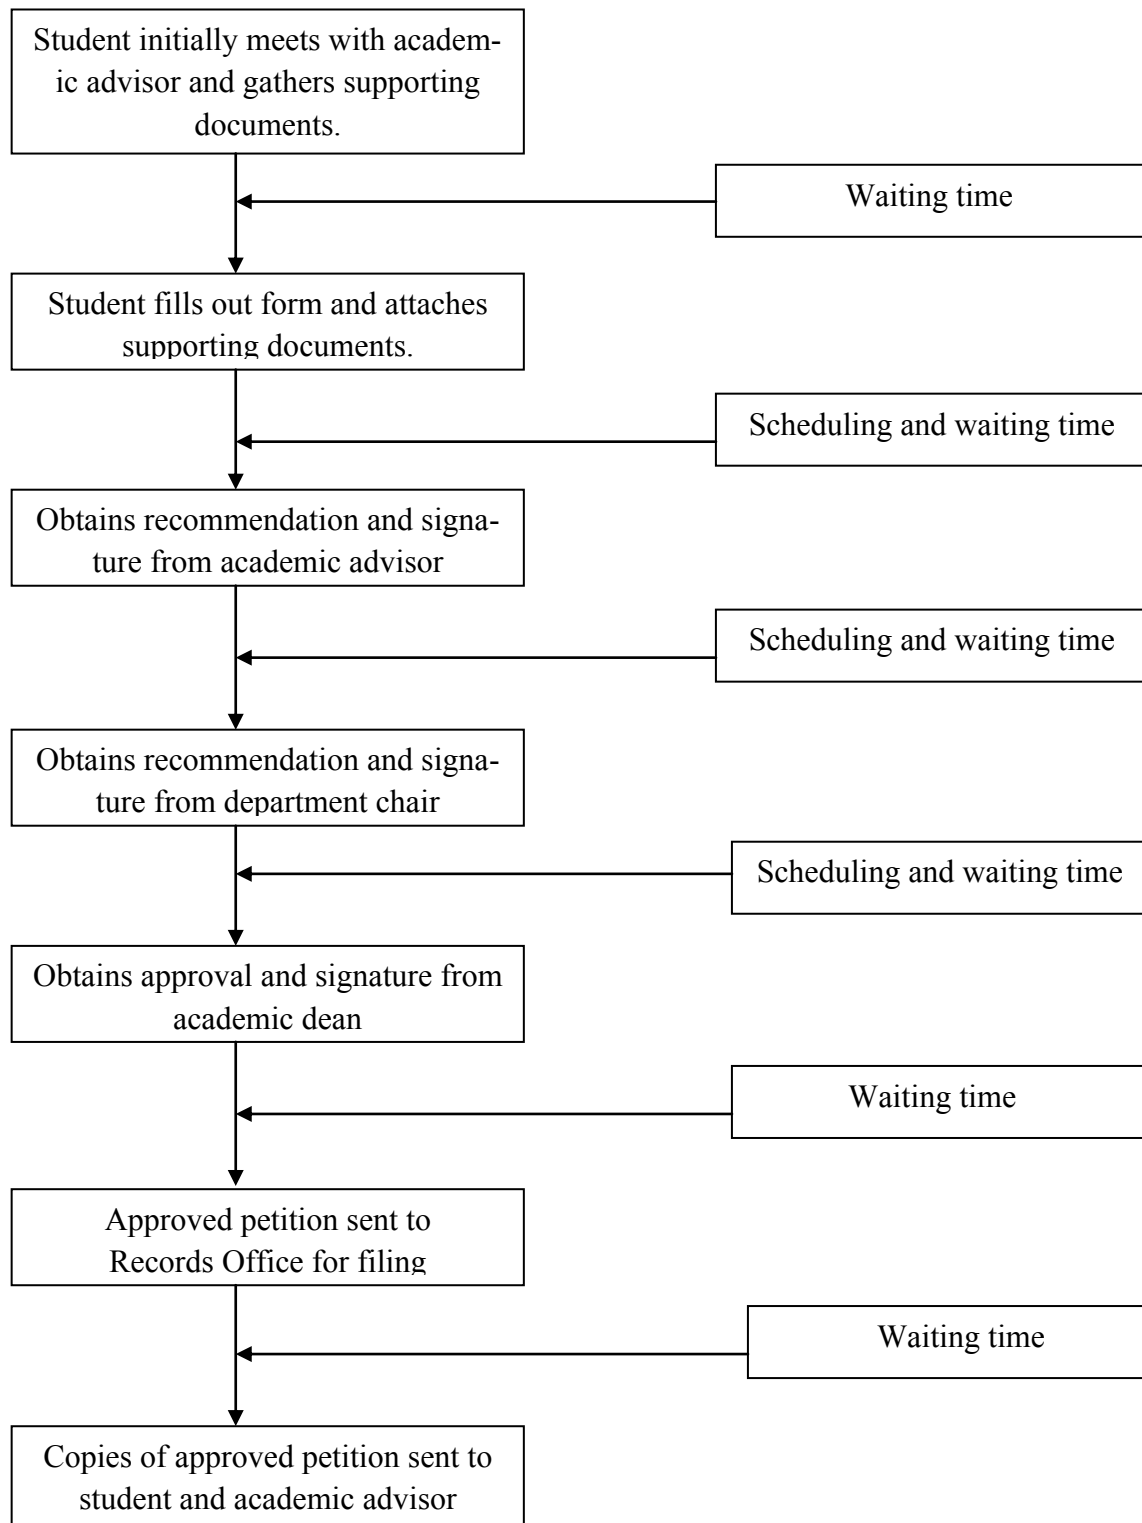 Student initially meets with academ-
ic advisor and gathers supporting
documents.
Waiting time
Student fills out form and attaches
supporting documents.
Scheduling and waiting time
Obtains recommendation and signa-
ture from academic advisor
Scheduling and waiting time
Obtains recommendation and signa-
ture from department chair
Scheduling and waiting time
Obtains approval and signature from
academic dean
Waiting time
Approved petition sent to
Records Office for filing
Waiting time
Copies of approved petition sent to
student and academic advisor